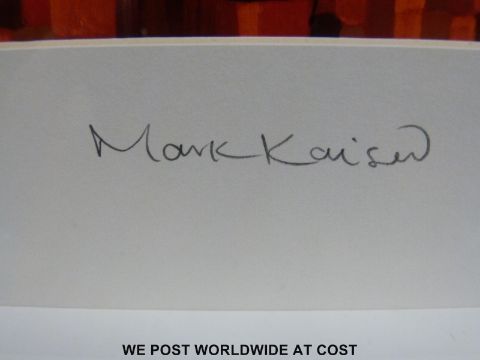 Mark Kaiser
WE POST WORLDWIDE AT COST